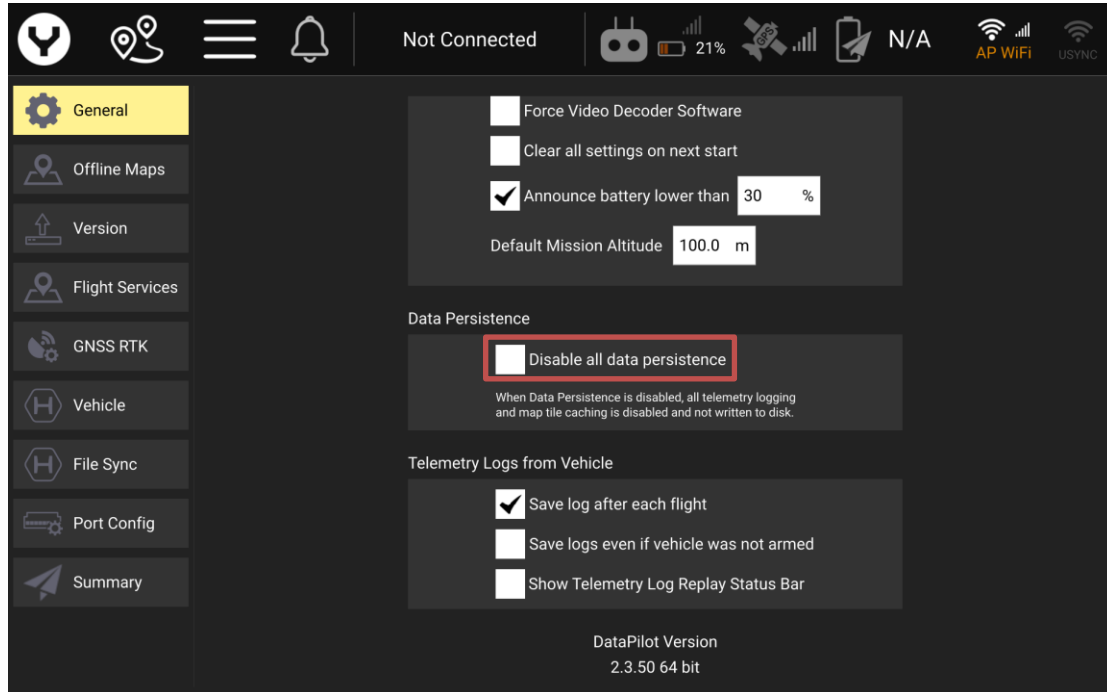 Not Connected
21%
GPS
N/A
AP WiFi
USYNC
General
Offline Maps
Version
Flight Services
GNSS RTK
Vehicle
File Sync
Port Config
Summary
Force Video Decoder Software
Clear all settings on next start
Announce battery lower than 30 %
Default Mission Altitude 100.0 m
Data Persistence
Disable all data persistence
When Data Persistence is disabled, all telemetry logging
and map tile caching is disabled and not written to disk.
Telemetry Logs from Vehicle
Save log after each flight
Save logs even if vehicle was not armed
Show Telemetry Log Replay Status Bar
DataPilot Version
2.3.50 64 bit